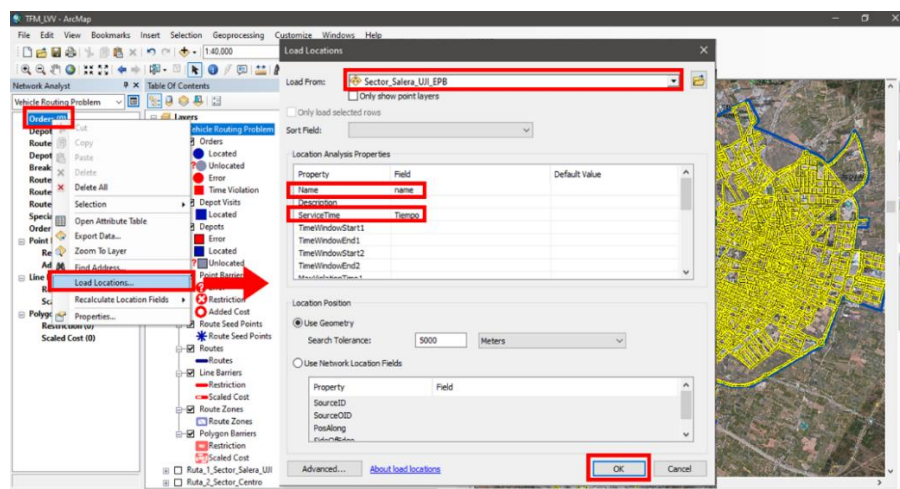 TFM_LVV - ArcMap
File Edit View Bookmarks Insert Selection Geoprocessing Customize Windows Help
1:40,000
Network Analyst
Vehicle Routing Problem
Orders (0)
Depot
Route
Depot
Break
Route
Route
Route
Specia
Order
Point
Re
Ad
Line
R
Sc
Polyg
Restriction (0)
Scaled Cost (0)
Cut
Copy
Paste
Delete
Delete All
Selection
Open Attribute Table
Export Data...
Zoom To Layer
Find Address...
Load Locations...
Recalculate Location Fields
Properties...
Table Of Contents
Layers
ehicle Routing Problem
Orders
Located
Unlocated
Error
Time Violation
Depot Visits
Located
Depots
Error
Located
Unlocated
Point Barriers
Restriction
Added Cost
Route Seed Points
Route Seed Points
Routes
Routes
Line Barriers
Restriction
Scaled Cost
Route Zones
Route Zones
Polygon Barriers
Restriction
Scaled Cost
Ruta_1_Sector_Salera_UJI
Ruta_2_Sector_Centro
Load Locations
Load From: Sector_Salera_UJI_EPB
Only show point layers
Only load selected rows
Sort Field:
Location Analysis Properties
Property Field Default Value
Name name
Description
ServiceTime Tiempo
TimeWindowStart1
TimeWindowEnd1
TimeWindowStart2
TimeWindowEnd2
MaxViolationTime1
Location Position
Use Geometry
Search Tolerance: 5000 Meters
Use Network Location Fields
Property Field
SourceID
SourceOID
PosAlong
SideOfEdge
Advanced... About load locations OK Cancel